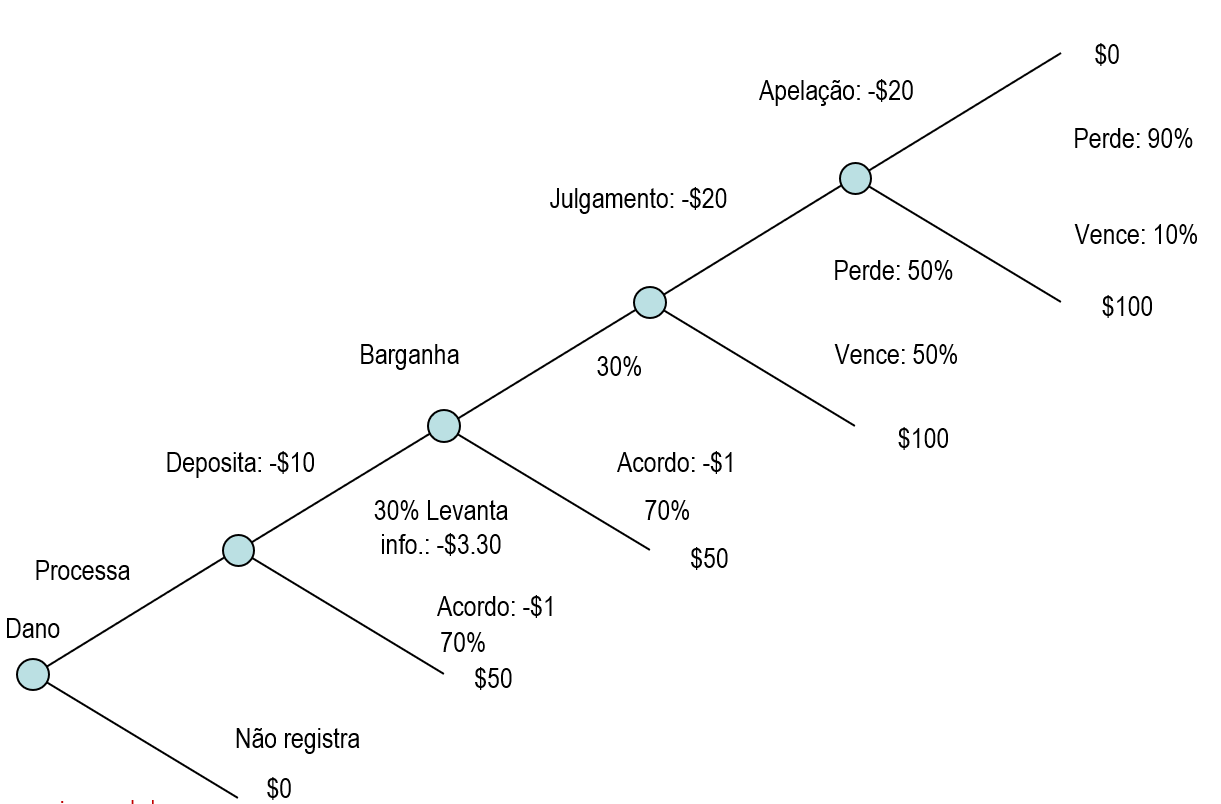 $0
Apelação: -$20
Perde: 90%
Julgamento: -$20
Vence: 10%
Perde: 50%
$100
Barganha
Vence: 50%
30%
$100
Deposita: -$10
Acordo: -$1
30% Levanta
70%
info.: -$3.30
$50
Processa
Acordo: -$1
Dano
70%
$50
Não registra
$0